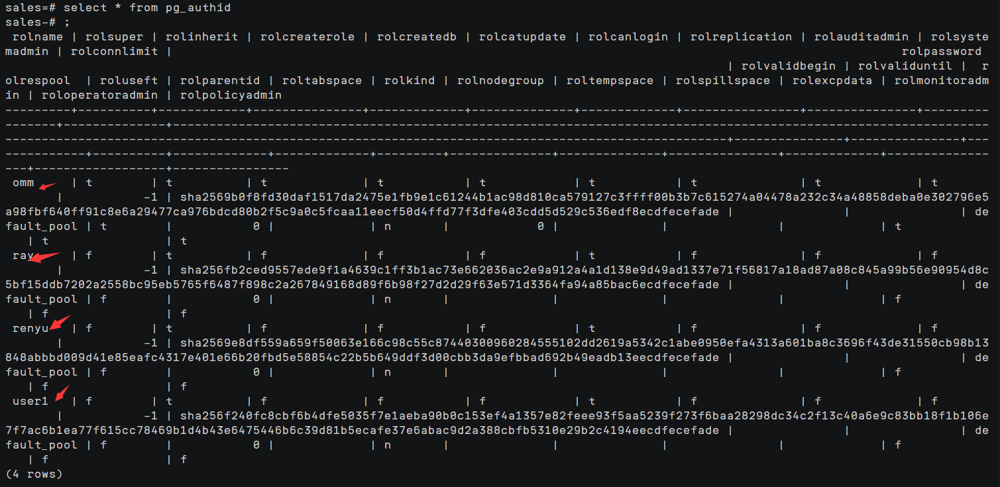 sales=# select * from pg_authid
sales-# ;
 rolname | rolsuper | rolinherit | rolcreaterole | rolcreatedb | rolcatupdate | rolcanlogin | rolreplication | rolauditadmin | rolsyste
madmin | rolconnlimit |                                                                                                     rolpassword
                                                                                                   | rolvalidbegin | rolvaliduntil |  r
olrespool  | roluseft | rolparentid | roltabspace | rolkind | rolnodegroup | roltempspace | rolspillspace | rolexcpdata | rolmonitoradm
in | roloperatoradmin | rolpolicyadmin
---------+----------+------------+---------------+-------------+--------------+-------------+----------------+---------------+---------
-------+--------------+----------------------------------------------------------------------------------------------------------------
---------------------------------------------------------------------------------------------------+---------------+---------------+---
-----------+----------+-------------+-------------+---------+--------------+--------------+---------------+-------------+--------------
---+------------------+----------------
 omm     | t        | t          | t             | t           | t            | t           | t              | t             | t
       |           -1 | sha2569b0f8fd30daf1517da2475e1fb9e1c61244b1ac98d810ca579127c3ffff00b3b7c615274a04478a232c34a48858deba0e302796e5
a98fbf640ff91c8e6a29477ca976bdcd80b2f5c9a0c5fcaa11eecf50d4ffd77f3dfe403cdd5d529c536edf8ecdfecefade |               |               | de
fault_pool | t        |           0 |             | n       |            0 |              |               |             | t
   | t                | t
 ray     | f        | t          | f             | f           | f            | t           | f              | f             | f
       |           -1 | sha256fb2ced9557ede9f1a4639c1ff3b1ac73e662036ac2e9a912a4a1d138e9d49ad1337e71f56817a18ad87a08c845a99b56e90954d8c
5bf15ddb7202a2558bc95eb5765f6487f898c2a267849168d89f6b98f27d2d29f63e571d3364fa94a85bac6ecdfecefade |               |               | de
fault_pool | f        |           0 |             | n       |              |              |               |             | f
   | f                | f
 renyu   | f        | t          | f             | f           | f            | t           | f              | f             | f
       |           -1 | sha2569e8df559a659f50063e166c98c55c87440300960284555102dd2619a5342c1abe0950efa4313a601ba8c3696f43de31550cb98b13
848abbbd009d41e85eafc4317e401e66b20fbd5e58854c22b5b649ddf3d00cbb3da9efbbad692b49eadb13eecdfecefade |               |               | de
fault_pool | f        |           0 |             | n       |              |              |               |             | f
   | f                | f
 user1   | f        | t          | f             | f           | f            | t           | f              | f             | f
       |           -1 | sha256f240fc8cbf6b4dfe5035f7e1aeba90b0c153ef4a1357e82feee93f5aa5239f273f6baa28298dc34c2f13c40a6e9c83bb18f1b106e
7f7ac6b1ea77f615cc78469b1d4b43e6475446b6c39d81b5ecafe37e6abac9d2a388cbfb5310e29b2c4194eecdfecefade |               |               | de
fault_pool | f        |           0 |             | n       |              |              |               |             | f
   | f                | f
(4 rows)